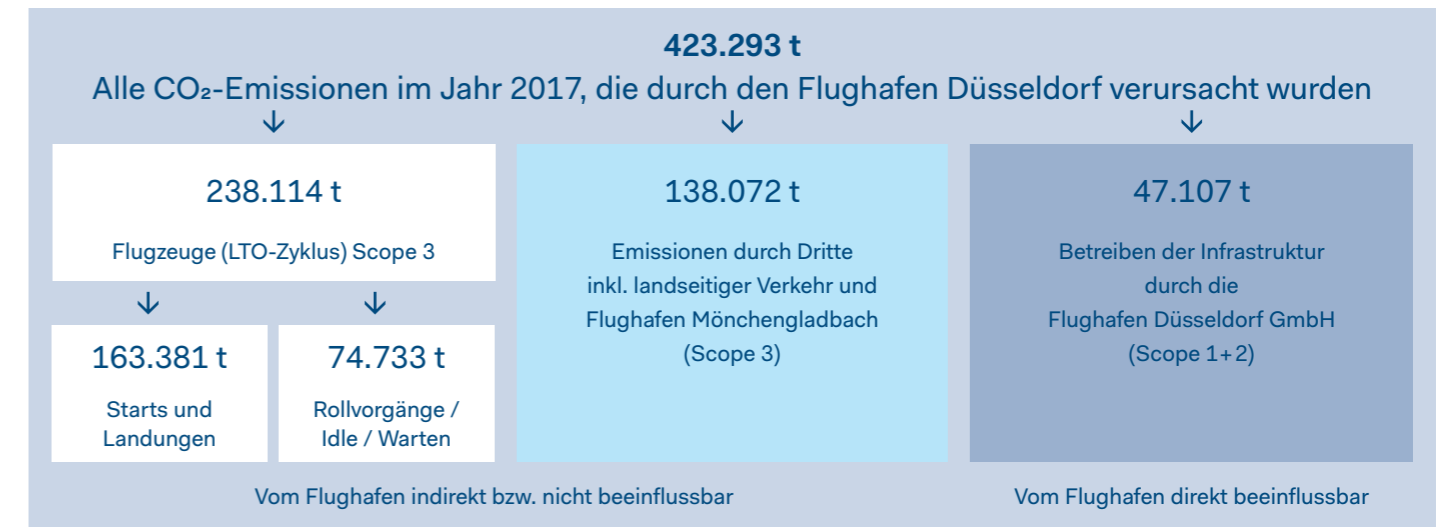 423.293 t
Alle CO₂-Emissionen im Jahr 2017, die durch den Flughafen Düsseldorf verursacht wurden
↓ ↓ ↓
238.114 t
Flugzeuge (LTO-Zyklus) Scope 3
↓ ↓
163.381 t
Starts und
Landungen
74.733 t
Rollvorgänge /
Idle / Warten
138.072 t
Emissionen durch Dritte
inkl. landseitiger Verkehr und
Flughafen Mönchengladbach
(Scope 3)
47.107 t
Betreiben der Infrastruktur
durch die
Flughafen Düsseldorf GmbH
(Scope 1+2)
Vom Flughafen indirekt bzw. nicht beeinflussbar
Vom Flughafen direkt beeinflussbar